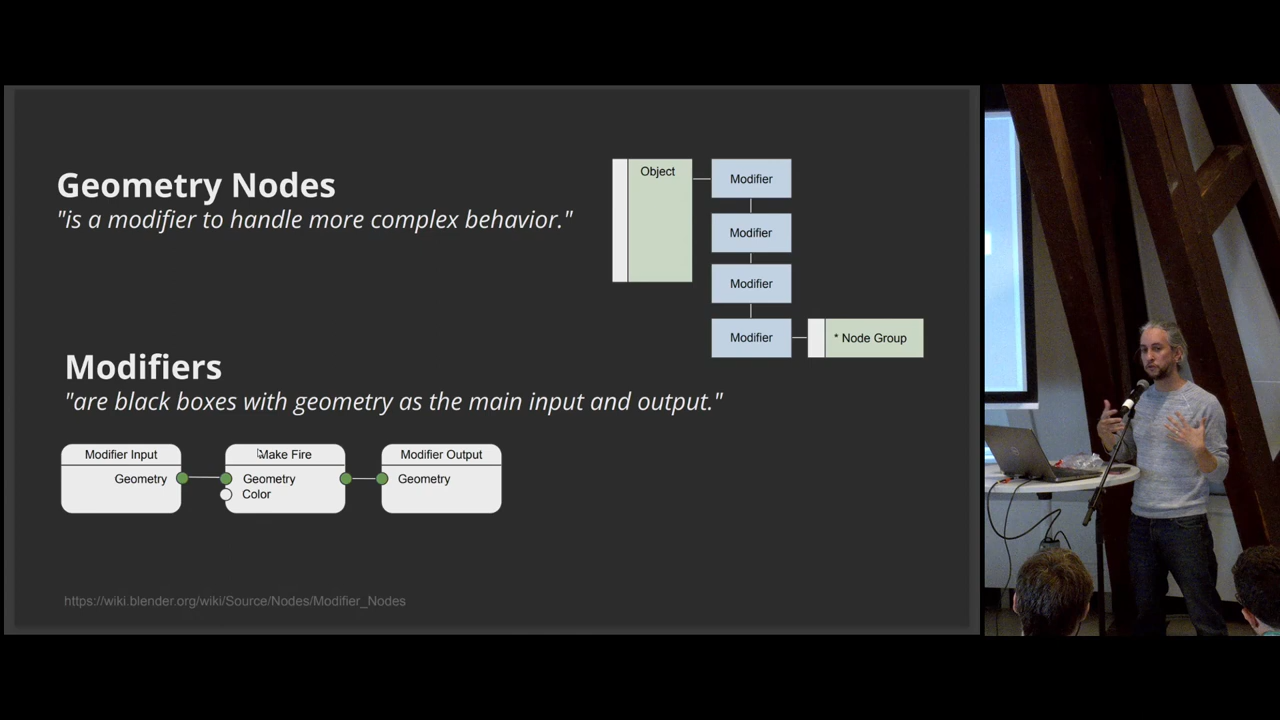 Geometry Nodes
"is a modifier to handle more complex behavior."
Object
Modifier
Modifier
Modifier
Modifier
* Node Group
Modifiers
"are black boxes with geometry as the main input and output."
Modifier Input
Geometry
Make Fire
Geometry
Color
Modifier Output
Geometry
https://wiki.blender.org/wiki/Source/Nodes/Modifier_Nodes